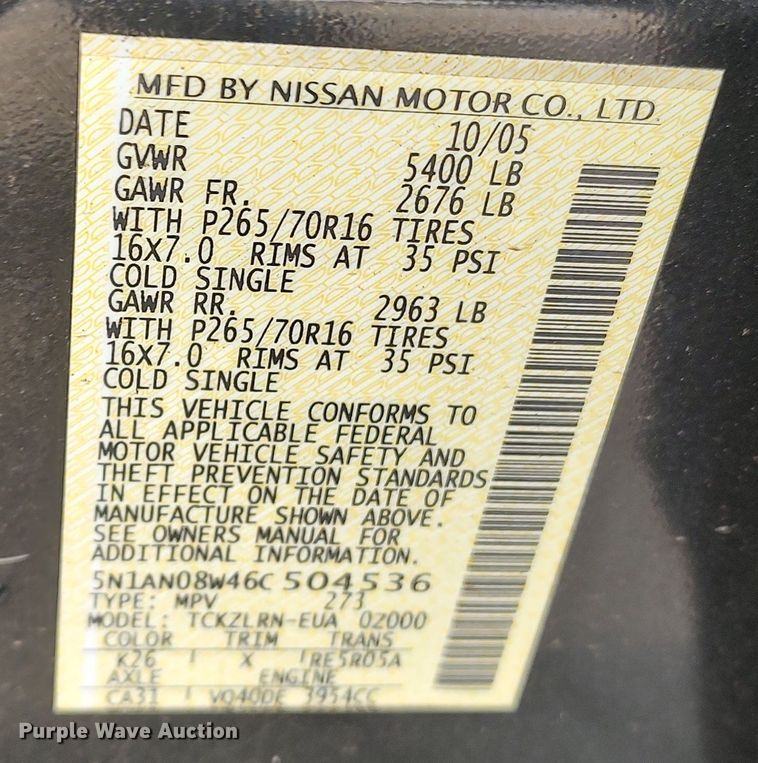 MFD BY NISSAN MOTOR CO., LTD.
DATE 10/05
GVWR 5400 LB
GAWR FR. 2676 LB
WITH P265/70R16 TIRES
16X7.0 RIMS AT 35 PSI
COLD SINGLE
GAWR RR. 2963 LB
WITH P265/70R16 TIRES
16X7.0 RIMS AT 35 PSI
COLD SINGLE
THIS VEHICLE CONFORMS TO
ALL APPLICABLE FEDERAL
MOTOR VEHICLE SAFETY AND
THEFT PREVENTION STANDARDS
IN EFFECT ON THE DATE OF
MANUFACTURE SHOWN ABOVE.
SEE OWNERS MANUAL FOR
ADDITIONAL INFORMATION.
5N1AN08W46C504536
TYPE: MPV 273
MODEL: TCKZLRN-EUA 02000
COLOR TRIM TRANS
K26 X RE5R05A
AXLE ENGINE
CA31 VQ40DE 3954CC
Purple Wave Auction